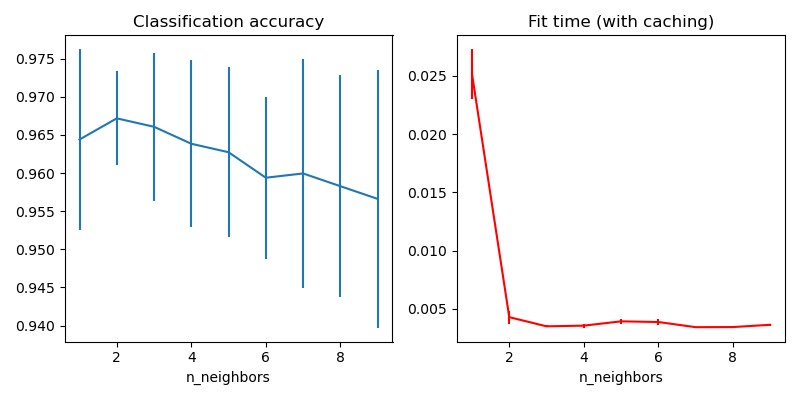 Classification accuracy
0.975
0.970
0.965
0.960
0.955
0.950
0.945
0.940
2 4 6 8
n_neighbors
Fit time (with caching)
0.025
0.020
0.015
0.010
0.005
2 4 6 8
n_neighbors